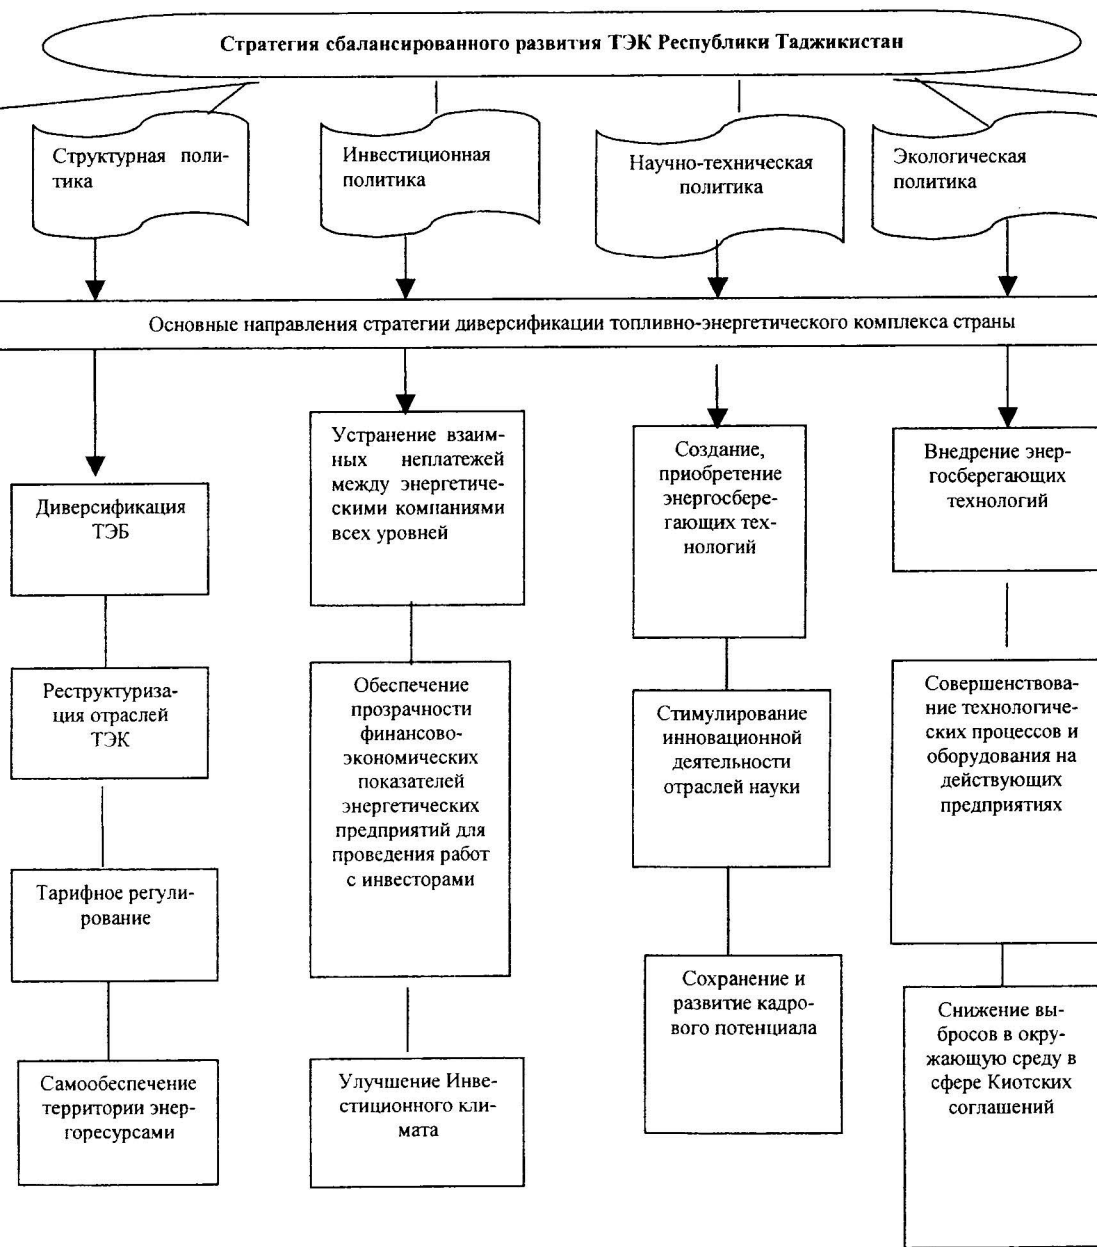 Стратегия сбалансированного развития ТЭК Республики Таджикистан
Структурная поли-
тика
Инвестиционная
политика
Научно-техническая
политика
Экологическая
политика
Основные направления стратегии диверсификации топливно-энергетического комплекса страны
Диверсификация
ТЭБ
Реструктуриза-
ция отраслей
ТЭК
Тарифное регули-
рование
Самообеспечение
территории энер-
горесурсами
Устранение взаим-
ных неплатежей
между энергетиче-
скими компаниями
всех уровней
Обеспечение
прозрачности
финансово-
экономических
показателей
энергетических
предприятий для
проведения работ
с инвесторами
Улучшение Инве-
стиционного кли-
мата
Создание,
приобретение
энергосбере-
гающих тех-
нологий
Стимулирование
инновационной
деятельности
отраслей науки
Сохранение и
развитие кадро-
вого потенциала
Внедрение энер-
госберегающих
технологий
Совершенствова-
ние технологиче-
ских процессов и
оборудования на
действующих
предприятиях
Снижение вы-
бросов в окру-
жающую среду в
сфере Киотских
соглашений